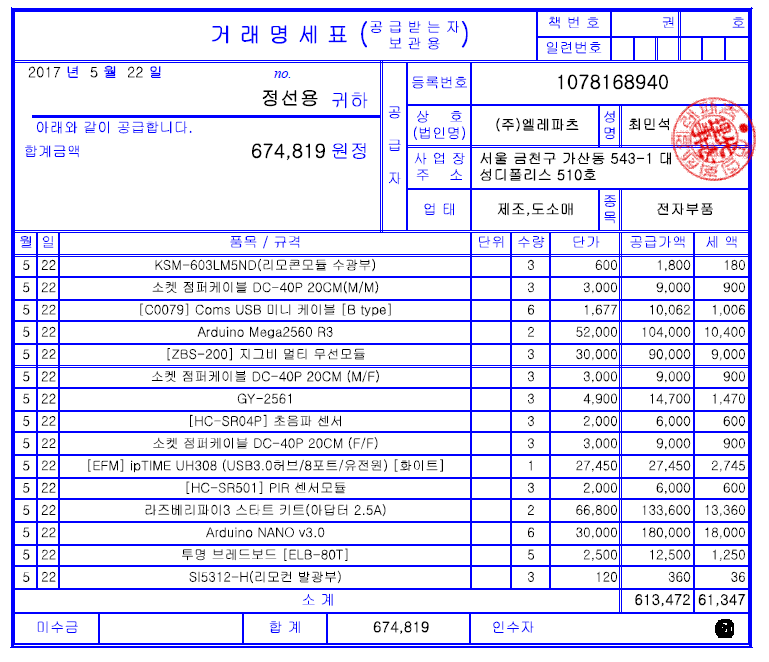 거 래 명 세 표 (공 급 받 는 자 보 관 용)
책 번 호 권 호
일련번호
2017 년 5 월 22 일 no.
정선용 귀하
아래와 같이 공급합니다.
합계금액 674,819 원정
공 급 자
등록번호 1078168940
상 호 (법인명) (주)엘레파츠 성명 최민석
사 업 장 주 소 서울 금천구 가산동 543-1 대
성디폴리스 510호
업 태 제조,도소매 종목 전자부품
월 일 품목 / 규격 단위 수량 단가 공급가액 세 액
5 22 KSM-603LM5ND(리모콘모듈 수광부) 3 600 1,800 180
5 22 소켓 점퍼케이블 DC-40P 20CM(M/M) 3 3,000 9,000 900
5 22 [C0079] Coms USB 미니 케이블 [B type] 6 1,677 10,062 1,006
5 22 Arduino Mega2560 R3 2 52,000 104,000 10,400
5 22 [ZBS-200] 지그비 멀티 무선모듈 3 30,000 90,000 9,000
5 22 소켓 점퍼케이블 DC-40P 20CM (M/F) 3 3,000 9,000 900
5 22 GY-2561 3 4,900 14,700 1,470
5 22 [HC-SR04P] 초음파 센서 3 2,000 6,000 600
5 22 소켓 점퍼케이블 DC-40P 20CM (F/F) 3 3,000 9,000 900
5 22 [EFM] ipTIME UH308 (USB3.0허브/8포트/유전원) [화이트] 1 27,450 27,450 2,745
5 22 [HC-SR501] PIR 센서모듈 3 2,000 6,000 600
5 22 라즈베리파이3 스타트 키트(아답터 2.5A) 2 66,800 133,600 13,360
5 22 Arduino NANO v3.0 6 30,000 180,000 18,000
5 22 투명 브레드보드 [ELB-80T] 5 2,500 12,500 1,250
5 22 SI5312-H(리모컨 발광부) 3 120 360 36
소 계 613,472 61,347
미수금 합 계 674,819 인수자